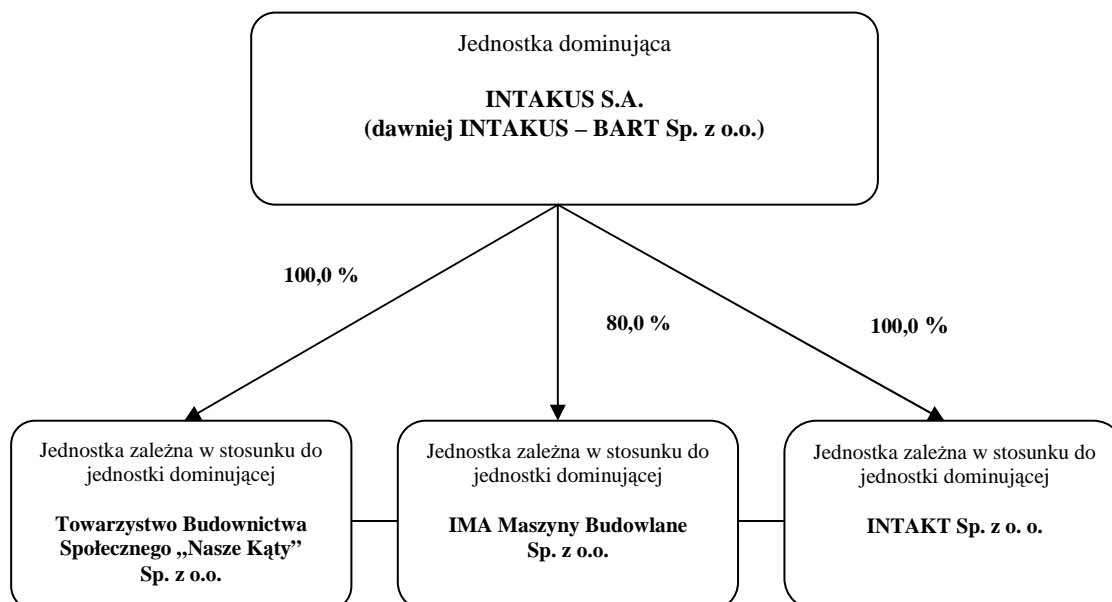 Jednostka dominująca
INTAKUS S.A.
(dawniej INTAKUS – BART Sp. z o.o.)
100,0 %
80,0 %
100,0 %
Jednostka zależna w stosunku do
jednostki dominującej
Towarzystwo Budownictwa
Społecznego „Nasze Kąty”
Sp. z o.o.
Jednostka zależna w stosunku do
jednostki dominującej
IMA Maszyny Budowlane
Sp. z o.o.
Jednostka zależna w stosunku do
jednostki dominującej
INTAKT Sp. z o. o.